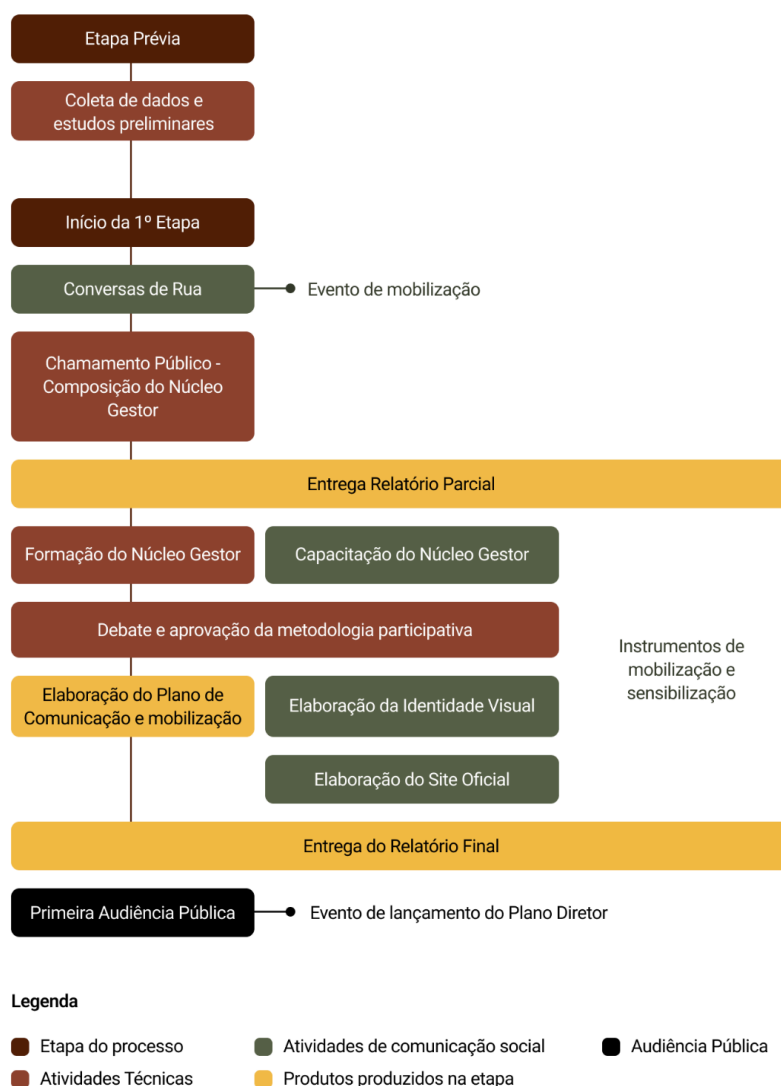 Etapa Prévia
Coleta de dados e
estudos preliminares
Início da 1º Etapa
Conversas de Rua
Evento de mobilização
Chamamento Público -
Composição do Núcleo
Gestor
Entrega Relatório Parcial
Formação do Núcleo Gestor
Capacitação do Núcleo Gestor
Debate e aprovação da metodologia participativa
Instrumentos de
mobilização e
sensibilização
Elaboração do Plano de
Comunicação e mobilização
Elaboração da Identidade Visual
Elaboração do Site Oficial
Entrega do Relatório Final
Primeira Audiência Pública
Evento de lançamento do Plano Diretor
Legenda
Etapa do processo
Atividades de comunicação social
Audiência Pública
Atividades Técnicas
Produtos produzidos na etapa